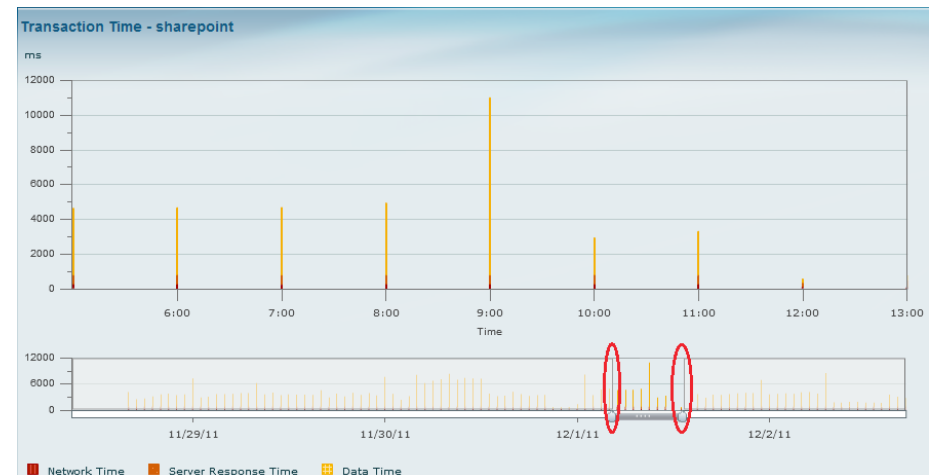 Transaction Time - sharepoint
ms
12000
10000
8000
6000
4000
2000
0
6:00 7:00 8:00 9:00 10:00 11:00 12:00 13:00
Time
12000
6000
0
11/29/11 11/30/11 12/1/11 12/2/11
Network Time Server Response Time Data Time